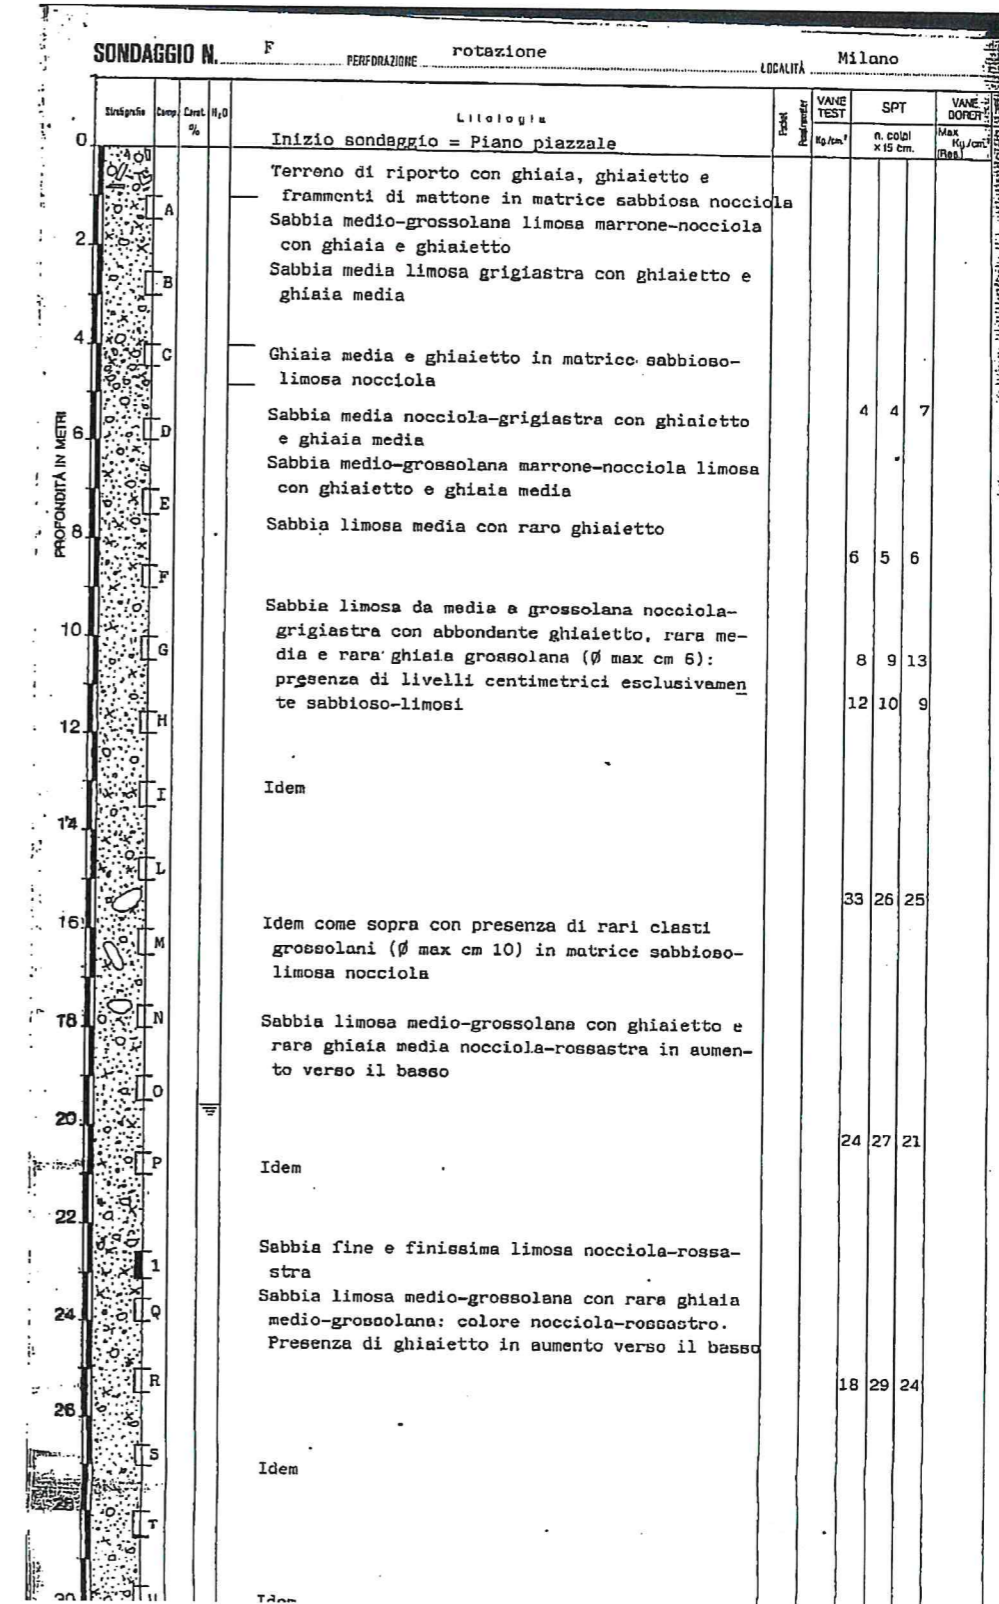 SONDAGGIO N. F PERFORAZIONE rotazione LOCALITÀ Milano
Stratigrafia Camp. Carot. % H2O Litologia Pocket Penetrometer VANE TEST Kg/cm² SPT n. colpi x 15 cm. VANE Max Kg/cm² (Res.)
0 Inizio sondaggio = Piano piazzale
Terreno di riporto con ghiaia, ghiaietto e
frammenti di mattone in matrice sabbiosa nocciola
A Sabbia medio-grossolana limosa marrone-nocciola
2 con ghiaia e ghiaietto
B Sabbia media limosa grigiastra con ghiaietto e
ghiaia media
4
C Ghiaia media e ghiaietto in matrice sabbioso-
limosa nocciola
PROFONDITÀ IN METRI
D Sabbia media nocciola-grigiastra con ghiaietto 4 4 7
6 e ghiaia media
Sabbia medio-grossolana marrone-nocciola limosa
E con ghiaietto e ghiaia media
8 Sabbia limosa media con raro ghiaietto
6 5 6
F
Sabbia limosa da media a grossolana nocciola-
10 grigiastra con abbondante ghiaietto, rara me-
G dia e rara ghiaia grossolana (Ø max cm 6): 8 9 13
presenza di livelli centimetrici esclusivamen
H te sabbioso-limosi 12 10 9
12
I Idem
14
L
33 26 25
16 Idem come sopra con presenza di rari clasti
M grossolani (Ø max cm 10) in matrice sabbioso-
limosa nocciola
18 N Sabbia limosa medio-grossolana con ghiaietto e
rara ghiaia media nocciola-rossastra in aumen-
to verso il basso
O
20
24 27 21
P Idem
22
Sabbia fine e finissima limosa nocciola-rossa-
1 stra
Sabbia limosa medio-grossolana con rara ghiaia
24 Q medio-grossolana: colore nocciola-rossastro.
Presenza di ghiaietto in aumento verso il basso
R 18 29 24
26
S Idem
28
T
30 U Idem